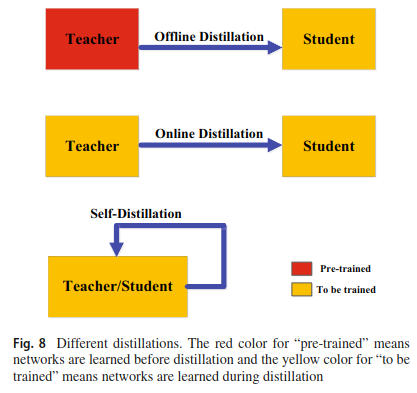 Teacher
Offline Distillation
Student
Teacher
Online Distillation
Student
Self-Distillation
Teacher/Student
Pre-trained
To be trained
Fig. 8 Different distillations. The red color for “pre-trained” means
networks are learned before distillation and the yellow color for “to be
trained” means networks are learned during distillation